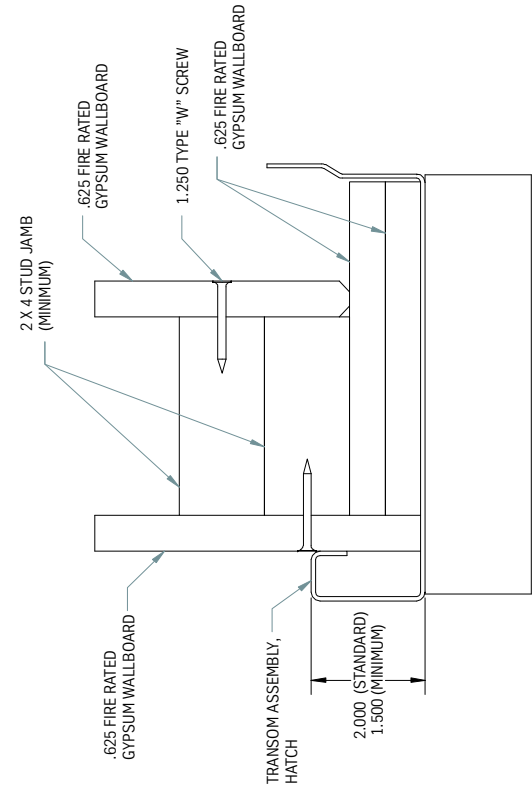 2 X 4 STUD JAMB
(MINIMUM)
.625 FIRE RATED
GYPSUM WALLBOARD
1.250 TYPE "W" SCREW
.625 FIRE RATED
GYPSUM WALLBOARD
.625 FIRE RATED
GYPSUM WALLBOARD
TRANSOM ASSEMBLY,
HATCH
2.000 (STANDARD)
1.500 (MINIMUM)